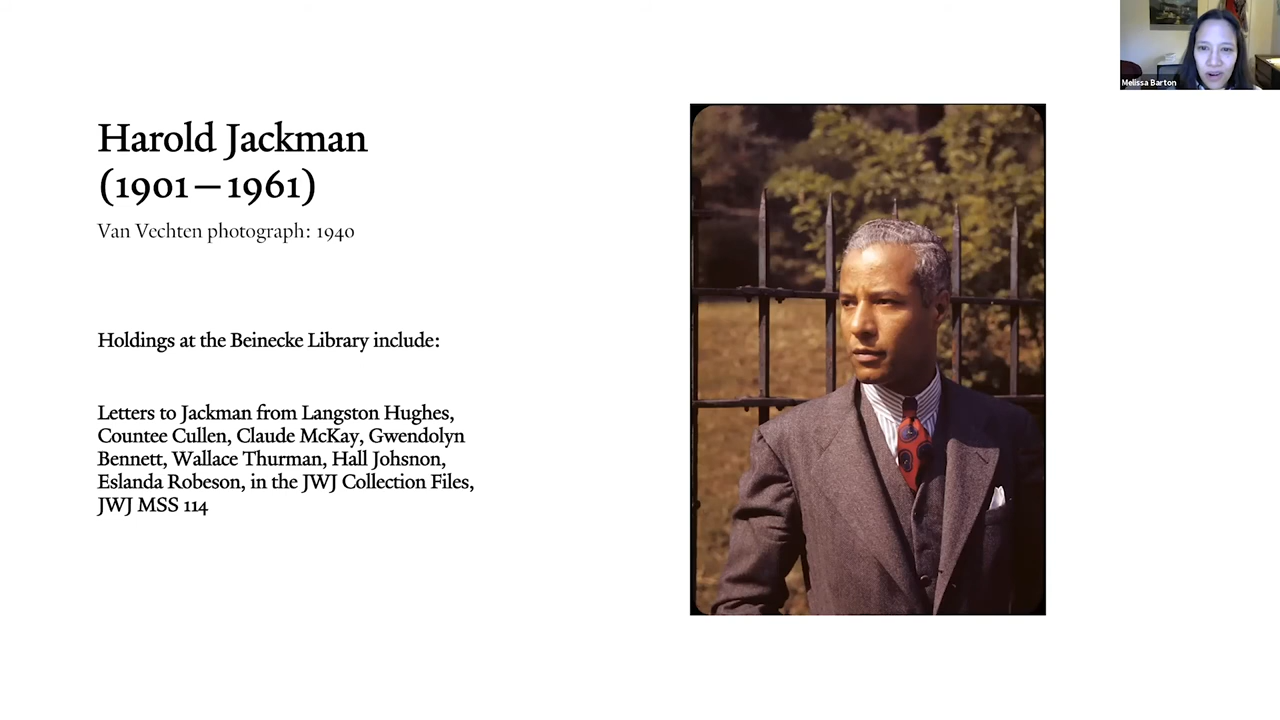 Melissa Barton
Harold Jackman
(1901–1961)
Van Vechten photograph: 1940
Holdings at the Beinecke Library include:
Letters to Jackman from Langston Hughes,
Countee Cullen, Claude McKay, Gwendolyn
Bennett, Wallace Thurman, Hall Johsnon,
Eslanda Robeson, in the JWJ Collection Files,
JWJ MSS 114